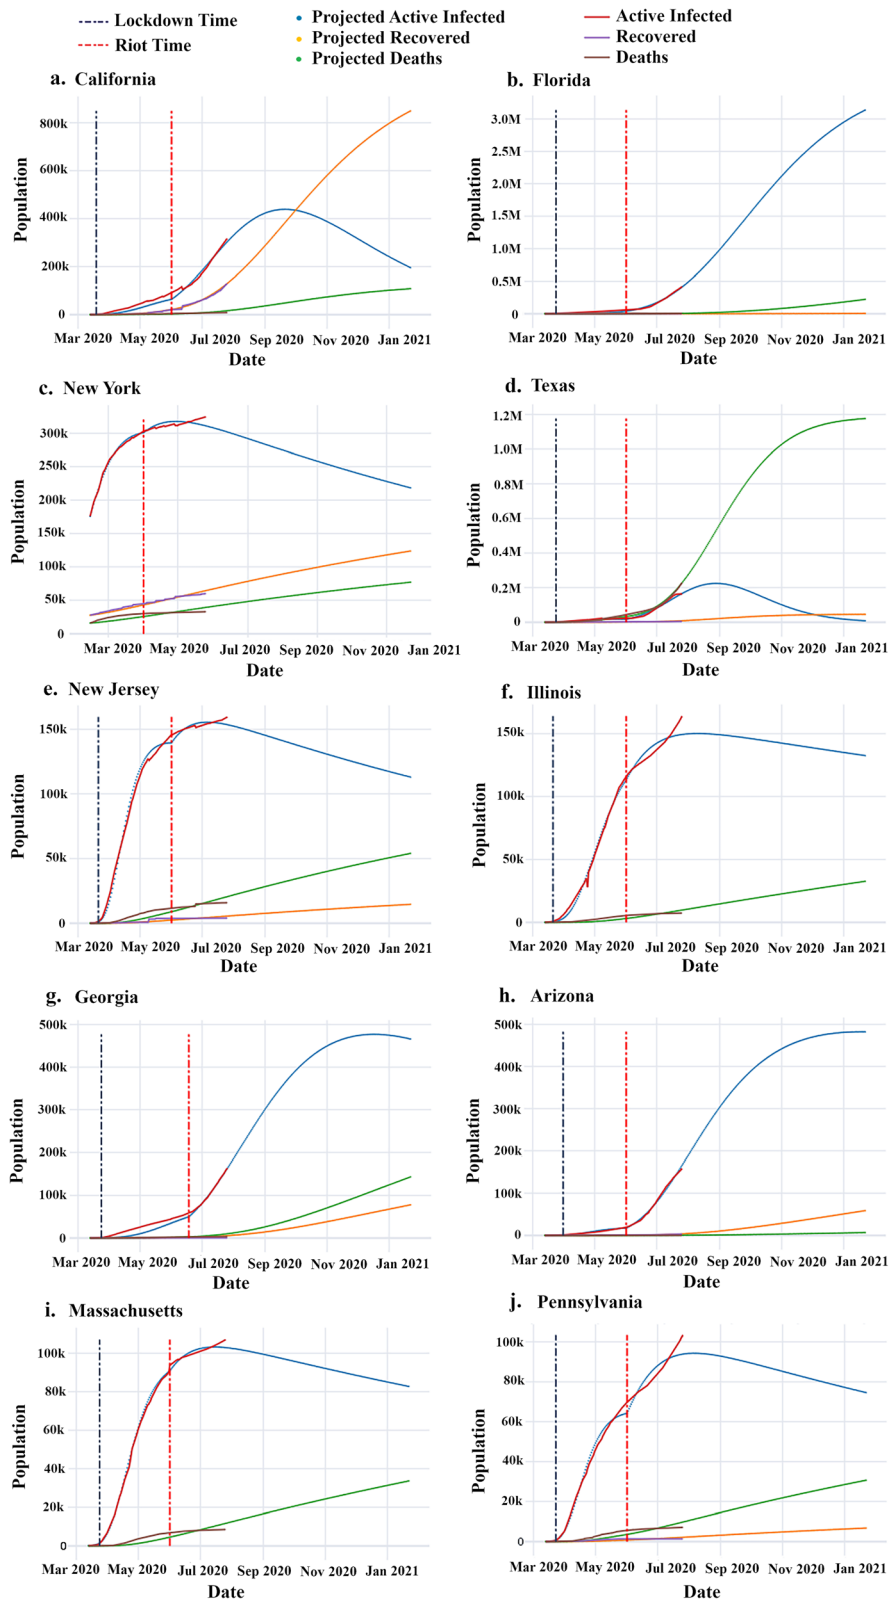 Lockdown Time
Riot Time
Projected Active Infected
Projected Recovered
Projected Deaths
Active Infected
Recovered
Deaths
a. California
800k
600k
400k
200k
0
Population
Mar 2020 May 2020 Jul 2020 Sep 2020 Nov 2020 Jan 2021
Date
b. Florida
3.0M
2.5M
2.0M
1.5M
1.0M
0.5M
0
Population
Mar 2020 May 2020 Jul 2020 Sep 2020 Nov 2020 Jan 2021
Date
c. New York
300k
250k
200k
150k
100k
50k
0
Population
Mar 2020 May 2020 Jul 2020 Sep 2020 Nov 2020 Jan 2021
Date
d. Texas
1.2M
1.0M
0.8M
0.6M
0.4M
0.2M
0
Population
Mar 2020 May 2020 Jul 2020 Sep 2020 Nov 2020 Jan 2021
Date
e. New Jersey
150k
100k
50k
0
Population
Mar 2020 May 2020 Jul 2020 Sep 2020 Nov 2020 Jan 2021
Date
f. Illinois
150k
100k
50k
0
Population
Mar 2020 May 2020 Jul 2020 Sep 2020 Nov 2020 Jan 2021
Date
g. Georgia
500k
400k
300k
200k
100k
0
Population
Mar 2020 May 2020 Jul 2020 Sep 2020 Nov 2020 Jan 2021
Date
h. Arizona
500k
400k
300k
200k
100k
0
Population
Mar 2020 May 2020 Jul 2020 Sep 2020 Nov 2020 Jan 2021
Date
i. Massachusetts
100k
80k
60k
40k
20k
0
Population
Mar 2020 May 2020 Jul 2020 Sep 2020 Nov 2020 Jan 2021
Date
j. Pennsylvania
100k
80k
60k
40k
20k
0
Population
Mar 2020 May 2020 Jul 2020 Sep 2020 Nov 2020 Jan 2021
Date